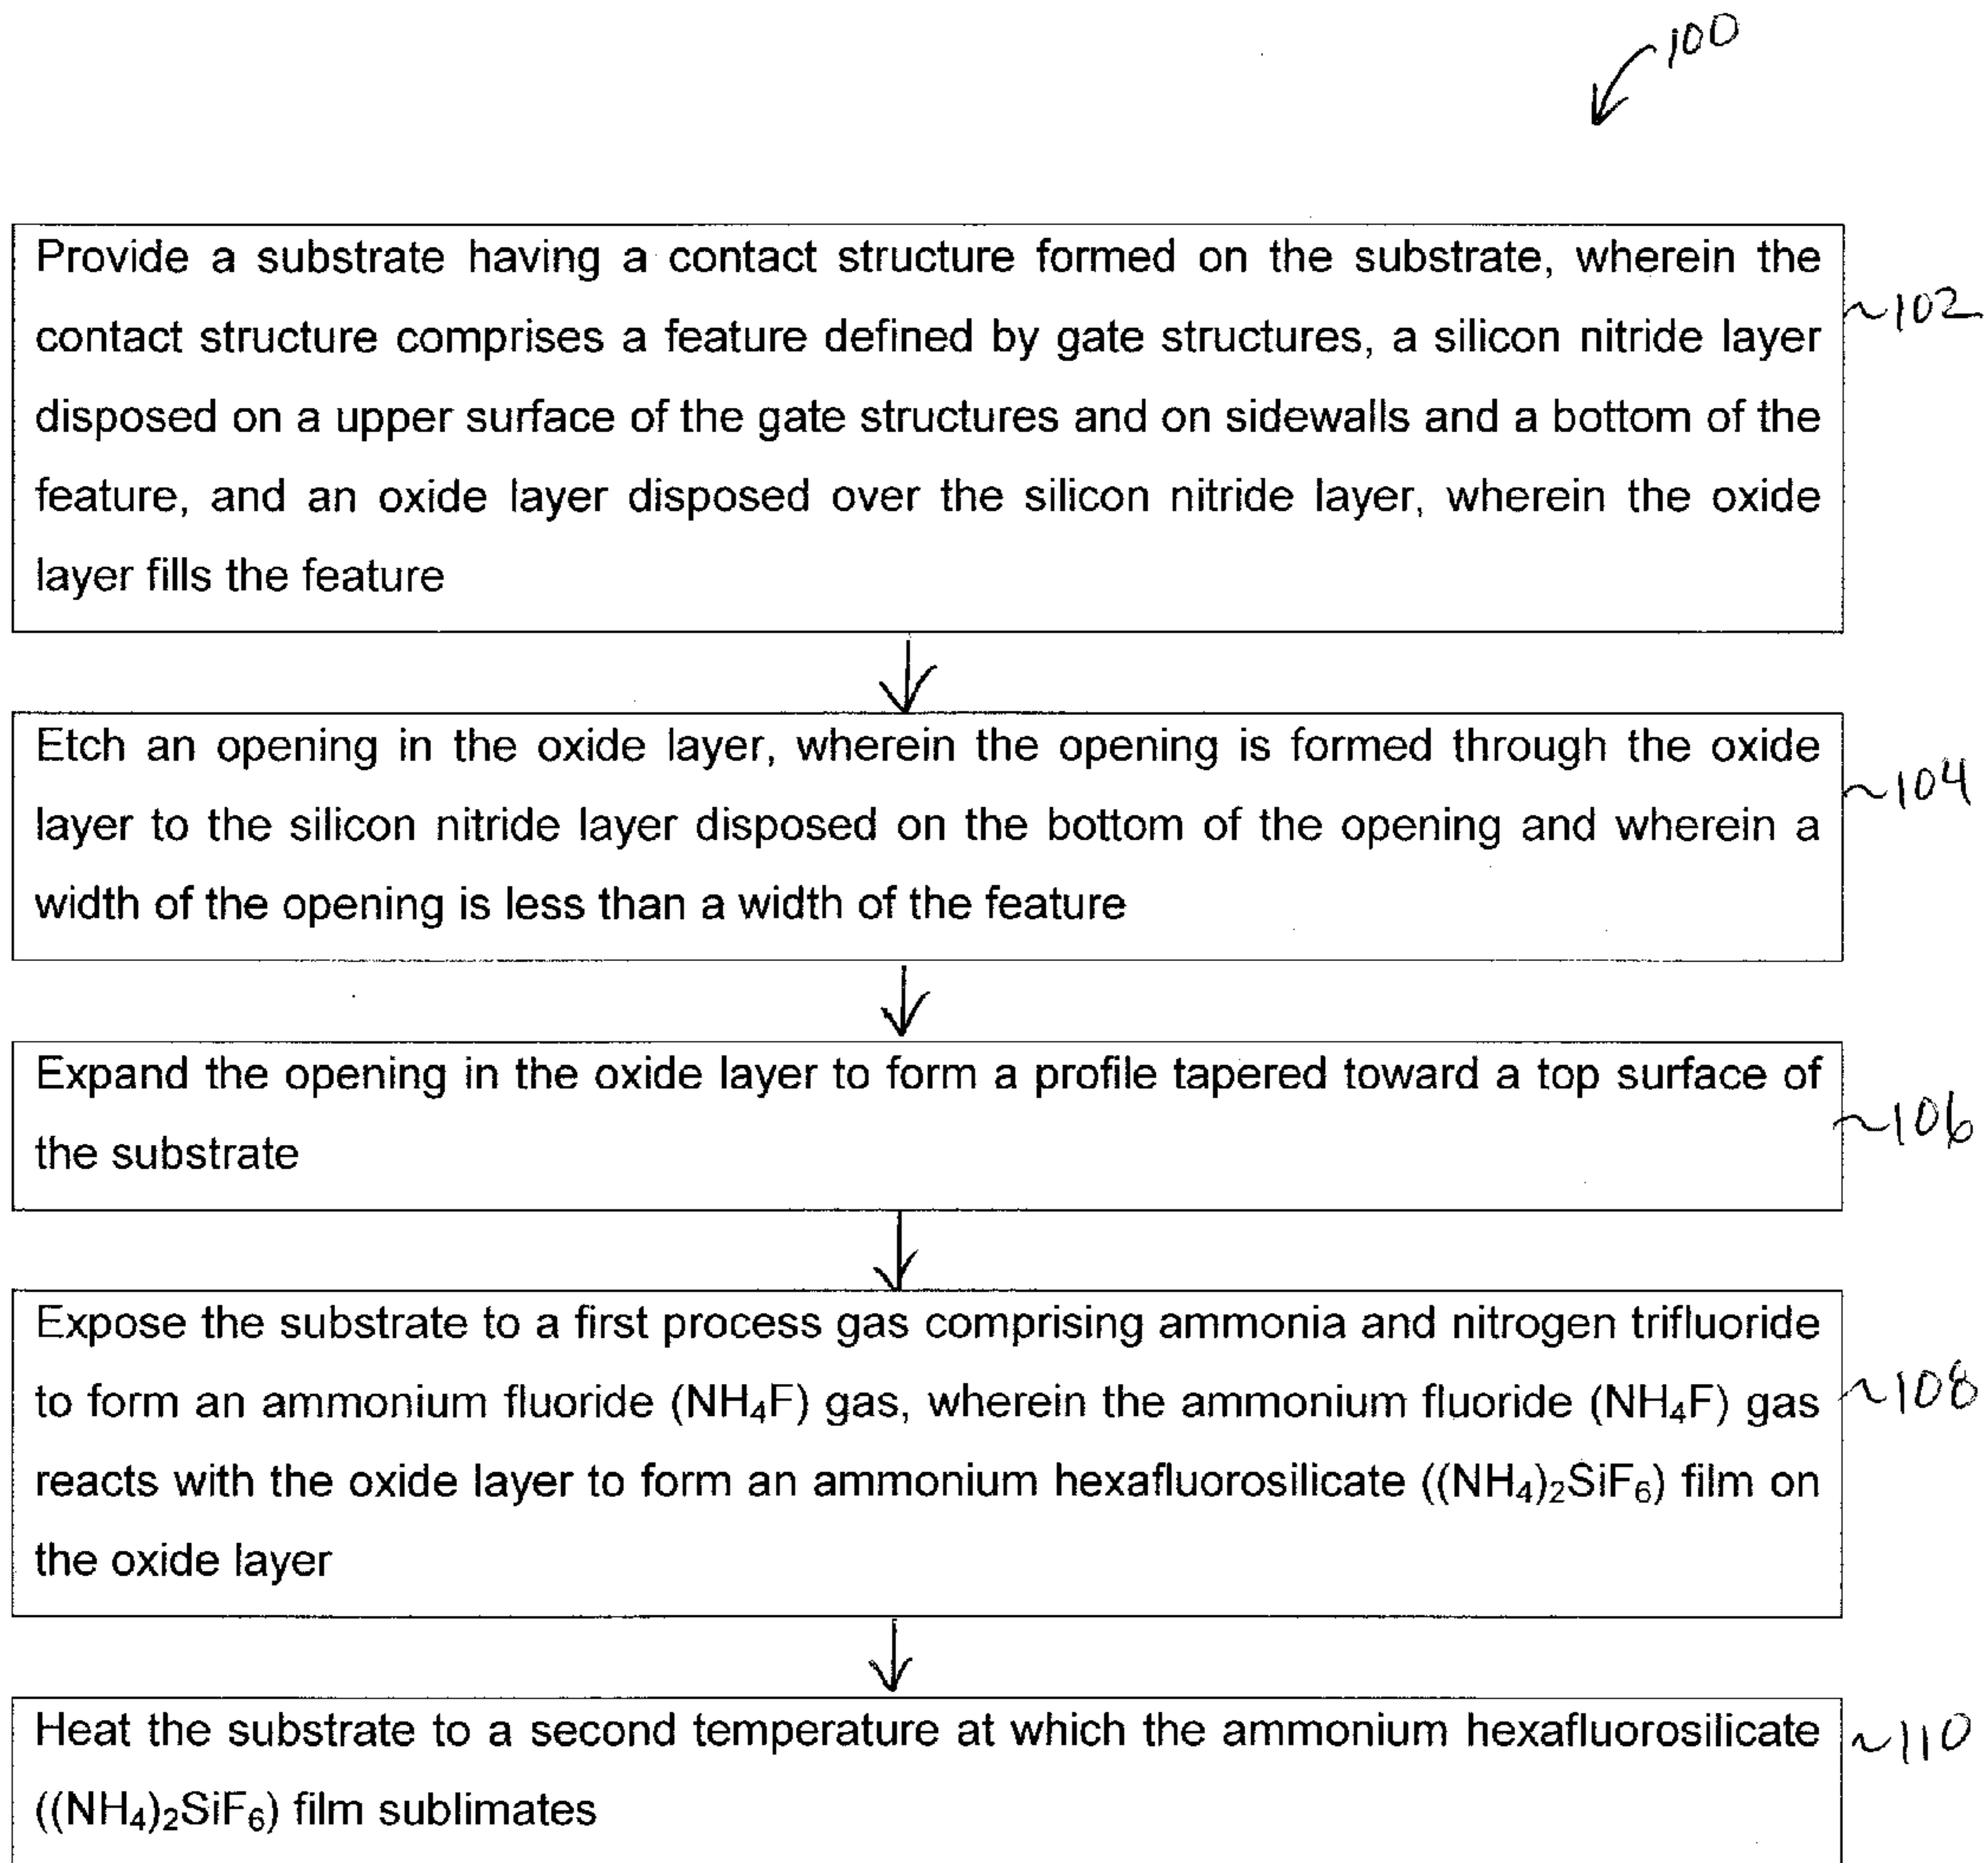 100
Provide a substrate having a contact structure formed on the substrate, wherein the
contact structure comprises a feature defined by gate structures, a silicon nitride layer
disposed on a upper surface of the gate structures and on sidewalls and a bottom of the
feature, and an oxide layer disposed over the silicon nitride layer, wherein the oxide
layer fills the feature
~102
Etch an opening in the oxide layer, wherein the opening is formed through the oxide
layer to the silicon nitride layer disposed on the bottom of the opening and wherein a
width of the opening is less than a width of the feature
~104
Expand the opening in the oxide layer to form a profile tapered toward a top surface of
the substrate
~106
Expose the substrate to a first process gas comprising ammonia and nitrogen trifluoride
to form an ammonium fluoride (NH₄F) gas, wherein the ammonium fluoride (NH₄F) gas
reacts with the oxide layer to form an ammonium hexafluorosilicate ((NH₄)₂SiF₆) film on
the oxide layer
~108
Heat the substrate to a second temperature at which the ammonium hexafluorosilicate
((NH₄)₂SiF₆) film sublimates
~110